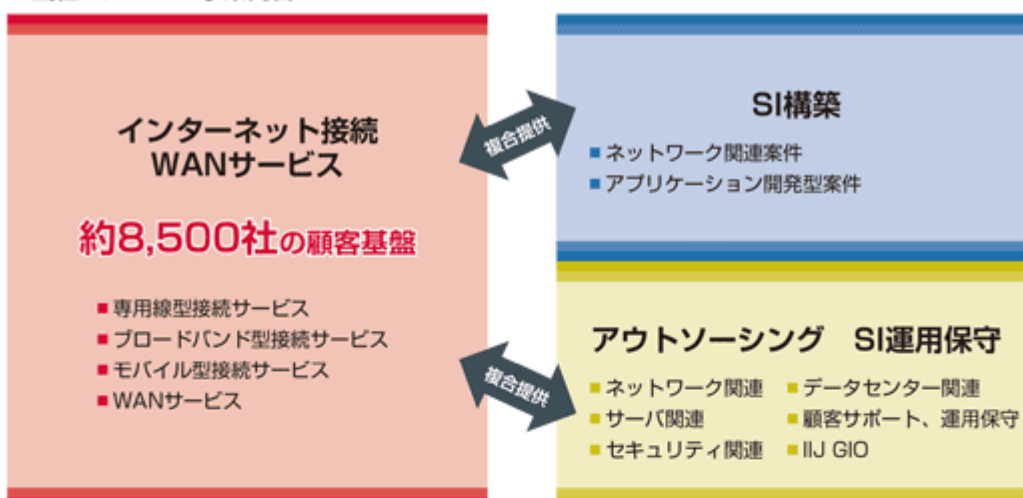 インターネット接続
WANサービス
約8,500社の顧客基盤
■専用線型接続サービス
■ブロードバンド型接続サービス
■モバイル型接続サービス
■WANサービス
複合提供
複合提供
SI構築
■ネットワーク関連案件
■アプリケーション開発型案件
アウトソーシング　SI運用保守
■ネットワーク関連　■データセンター関連
■サーバ関連　■顧客サポート、運用保守
■セキュリティ関連　■IIJ GIO